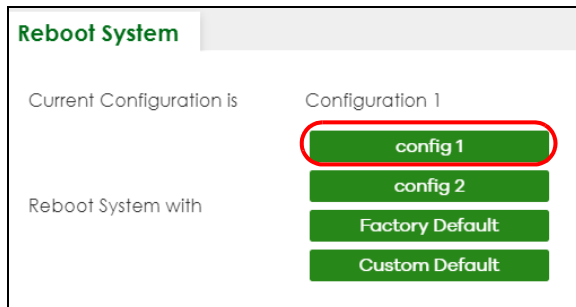 Reboot System
Current Configuration is Configuration 1
config 1
config 2
Reboot System with
Factory Default
Custom Default